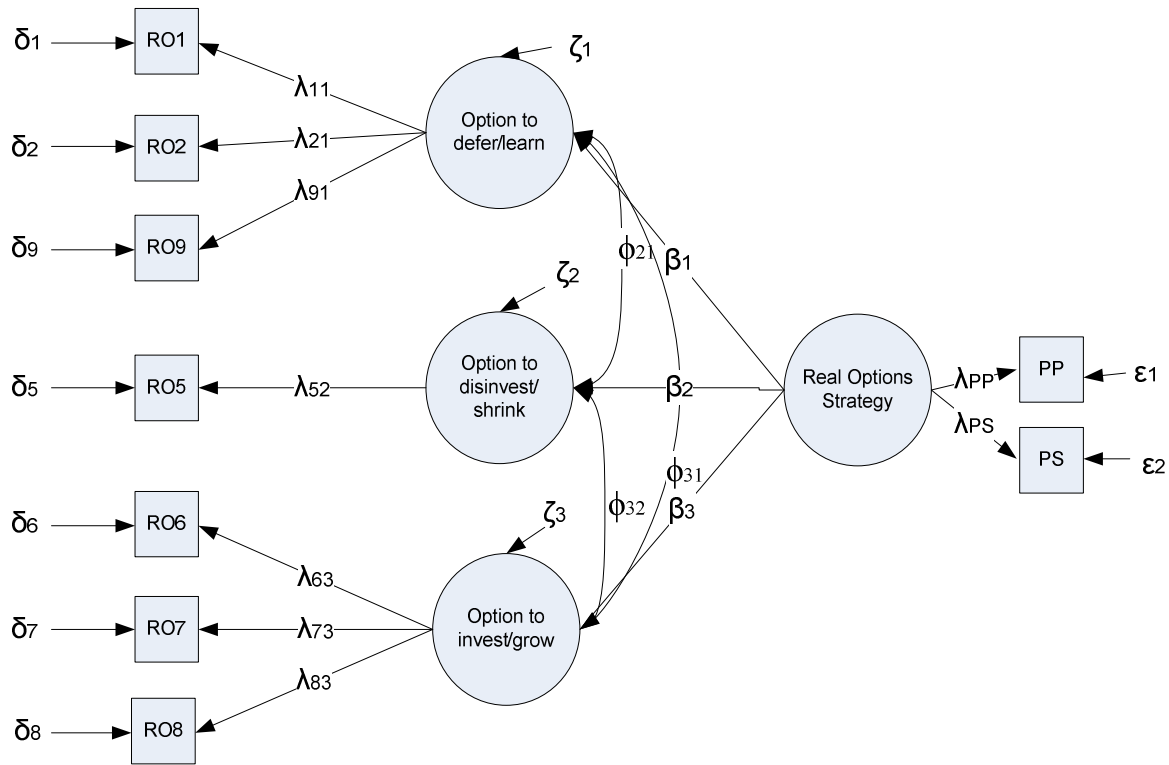 δ1
RO1
λ11
ζ1
Option to
defer/learn
δ2
RO2
λ21
λ91
δ9
RO9
ϕ21
β1
ζ2
δ5
RO5
λ52
Option to
disinvest/
shrink
β2
Real Options
Strategy
λPP
PP
ε1
λPS
PS
ε2
ϕ31
ϕ32
β3
ζ3
δ6
RO6
λ63
δ7
RO7
λ73
Option to
invest/grow
λ83
δ8
RO8